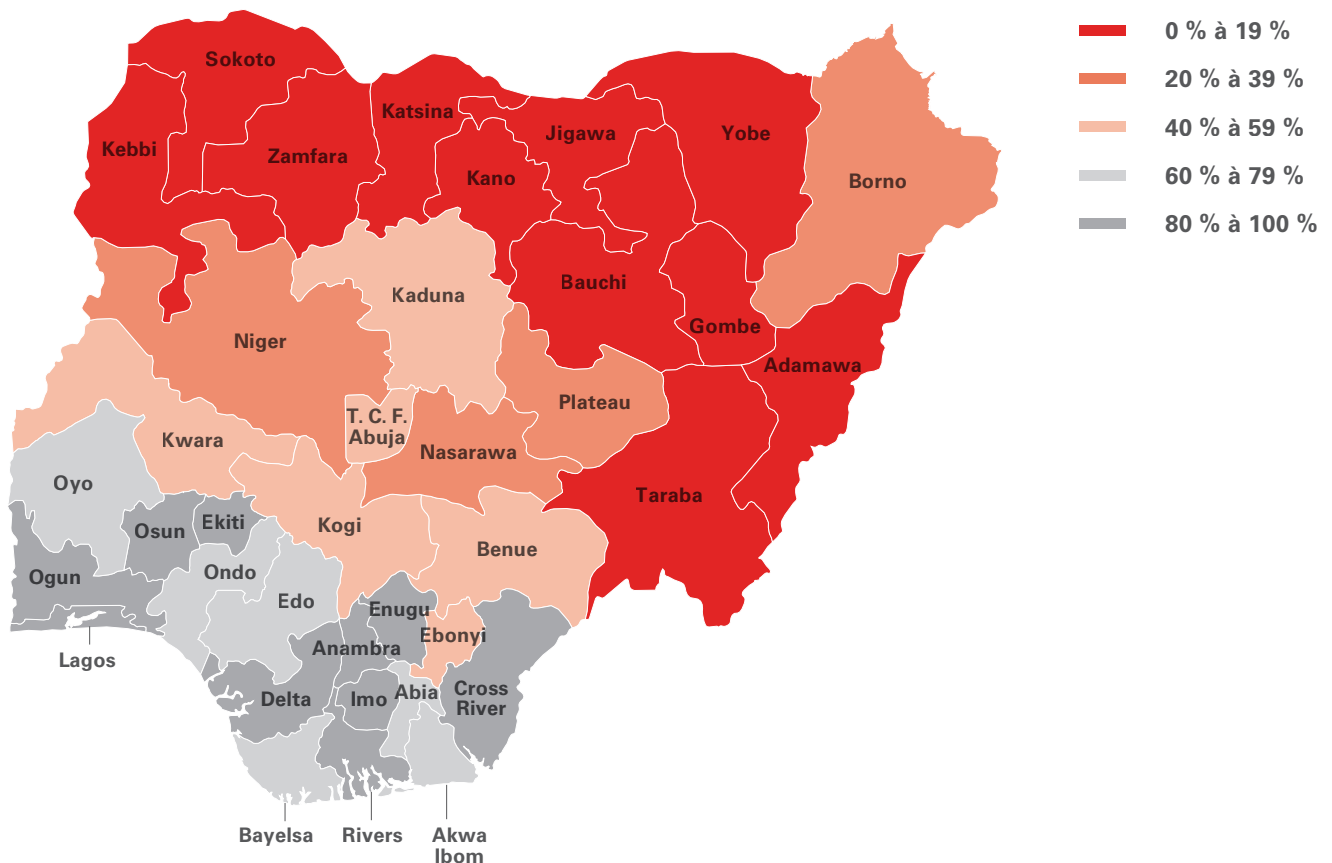 0 % à 19 %
20 % à 39 %
40 % à 59 %
60 % à 79 %
80 % à 100 %
Sokoto
Katsina
Jigawa
Yobe
Kebbi
Zamfara
Kano
Borno
Bauchi
Kaduna
Gombe
Niger
Adamawa
Plateau
T. C. F.
Abuja
Kwara
Nasarawa
Oyo
Taraba
Kogi
Osun
Ekiti
Benue
Ogun
Ondo
Edo
Enugu
Ebonyi
Anambra
Lagos
Delta
Imo
Abia
Cross
River
Bayelsa
Rivers
Akwa
Ibom